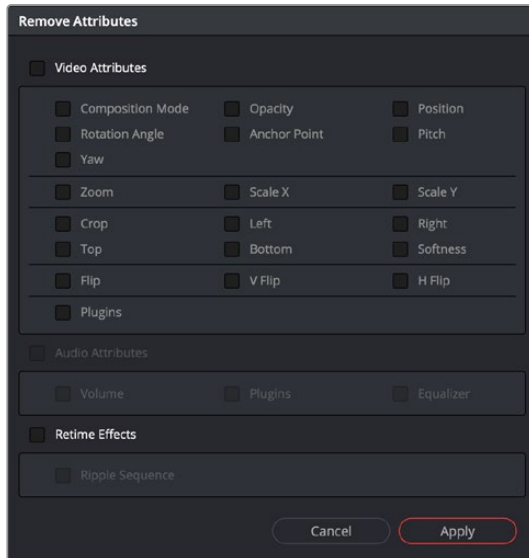 Remove Attributes
Video Attributes
Composition Mode Opacity Position
Rotation Angle Anchor Point Pitch
Yaw
Zoom Scale X Scale Y
Crop Left Right
Top Bottom Softness
Flip V Flip H Flip
Plugins
Audio Attributes
Volume Plugins Equalizer
Retime Effects
Ripple Sequence
Cancel Apply